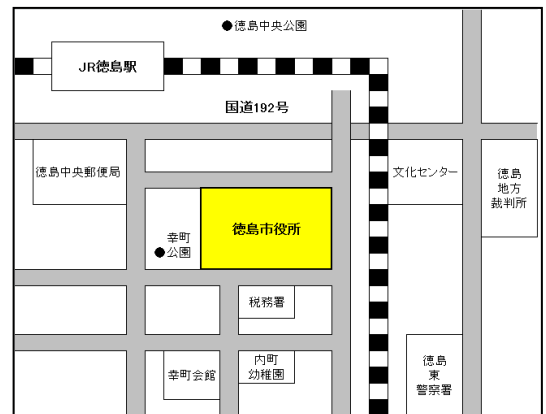 ●徳島中央公園
JR徳島駅
国道192号
徳島中央郵便局
文化センター
徳島
地方
裁判所
徳島市役所
幸町
●公園
税務署
幸町会館
内町
幼稚園
徳島
東
警察署